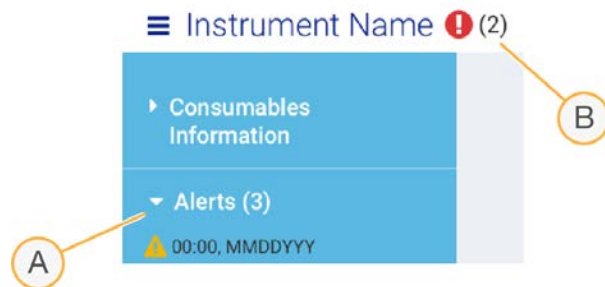 Instrument Name ! (2)
B
Consumables
Information
Alerts (3)
A
! 00:00, MMDDYYY